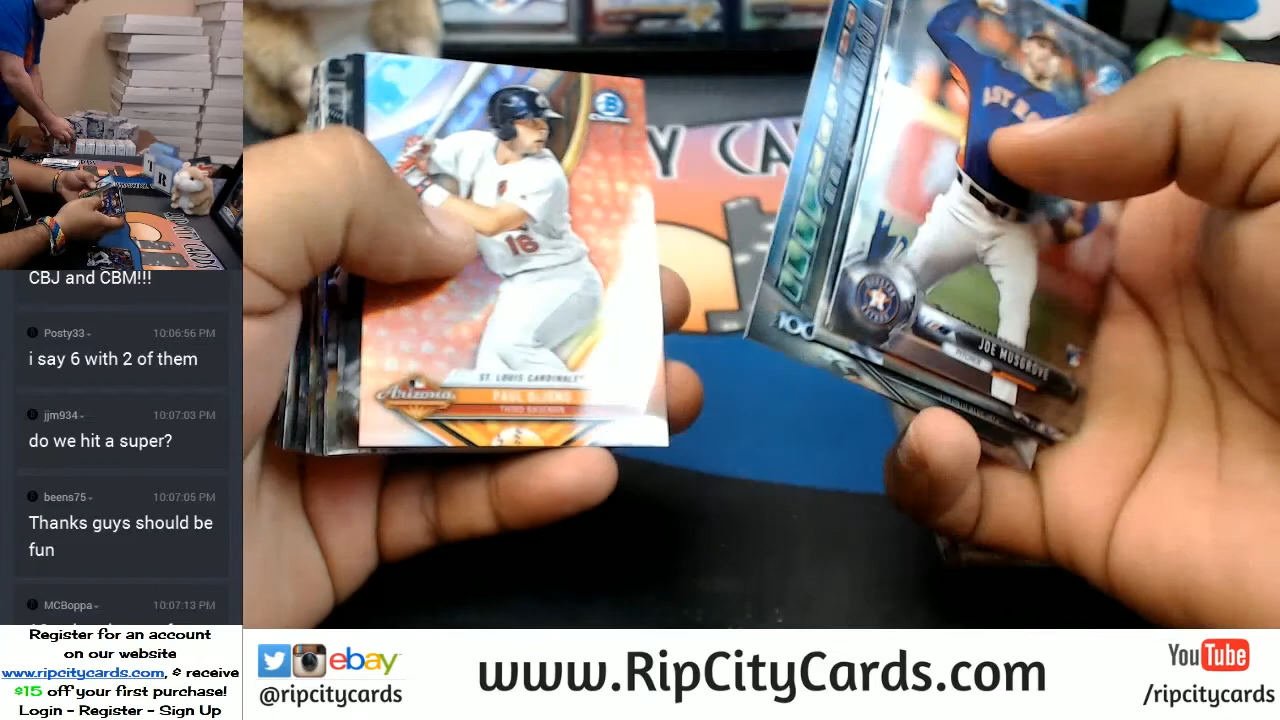 CBJ and CBM!!!
Posty33
10:06:56 PM
i say 6 with 2 of them
jjm934
10:07:03 PM
do we hit a super?
beens75
10:07:05 PM
Thanks guys should be
fun
MCBoppa
10:07:13 PM
Register for an account
on our website
www.ripcitycards.com, & receive
$15 off your first purchase!
Login - Register - Sign Up
B
16
ST. LOUIS CARDINALS
Arizona
THIRD BASEMAN
Y CA
ASTRO
100
JOE MUSGROVE
PITCHER
ebay
@ripcitycards
www.RipCityCards.com
YouTube
/ripcitycards